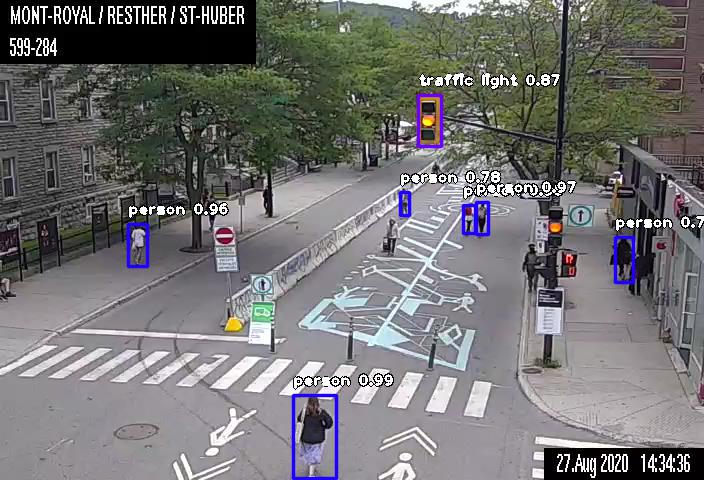 MONT-ROYAL / RESTHER / ST-HUBER
599-284
traffic light 0.87
person 0.78
person 0.97
person 0.96
person 0.7
person 0.99
27.Aug 2020 14:34:36